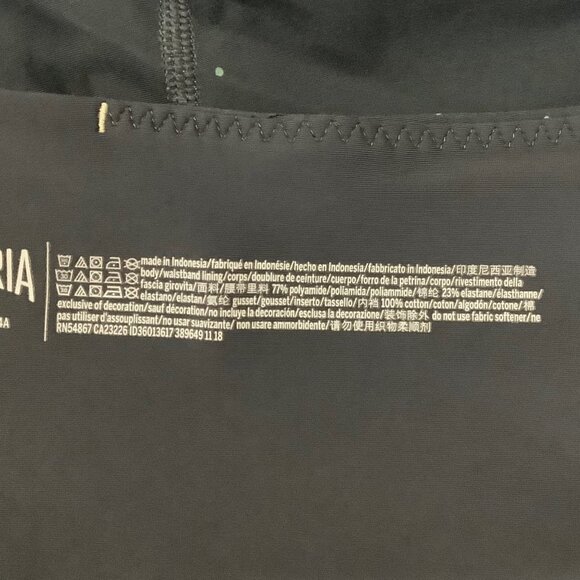 RIA
4A
made in Indonesia/fabriqué en Indonésie/hecho en Indonesia/fabbricato in Indonesia/印度尼西亚制造
body/waistband lining/corps/doublure de ceinture/cuerpo/forro de la petrina/corpo/rivestimento della
fascia girovita/面料/腰带里料 77% polyamide/polyamida/poliammide/锦纶 23% elastane/élasthanne/
elastano/elastan/氨纶 gusset/gousset/inserto/tassello/内裆 100% cotton/coton/algodón/cotone/棉
exclusive of decoration/sauf décoration/no incluye la decoración/esclusa la decorazione/装饰除外 do not use fabric softener/ne
pas utiliser d'assouplissant/no usar suavizante/ non usare ammorbidente/请勿使用织物柔顺剂
RN54867 CA23226 ID36013617 389649 11 18